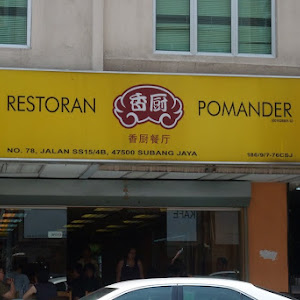 RESTORAN 香厨 POMANDER
香厨餐厅
NO. 78, JALAN SS15/4B, 47500 SUBANG JAYA